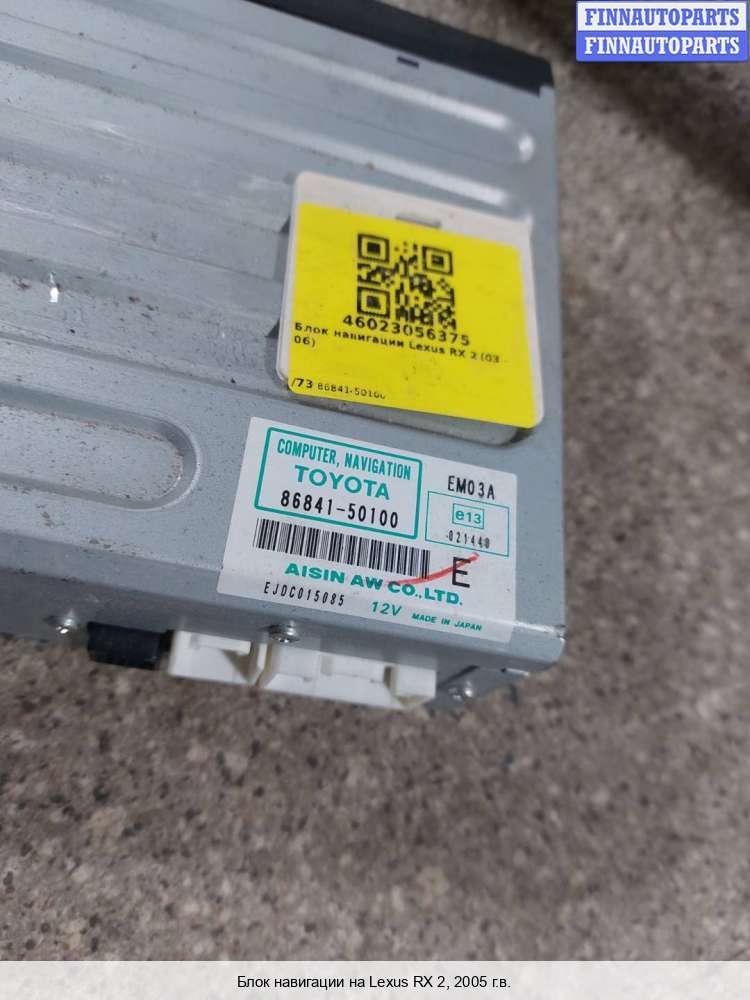 FINNAUTOPARTS
FINNAUTOPARTS
46023056375
Блок навигации Lexus RX 2 (03-
06)
/73 86841-50100
COMPUTER, NAVIGATION
TOYOTA
86841-50100
EM03A
e13
021440
E
AISIN AW CO.,LTD.
EJDC015085
12V
MADE IN JAPAN
Блок навигации на Lexus RX 2, 2005 г.в.